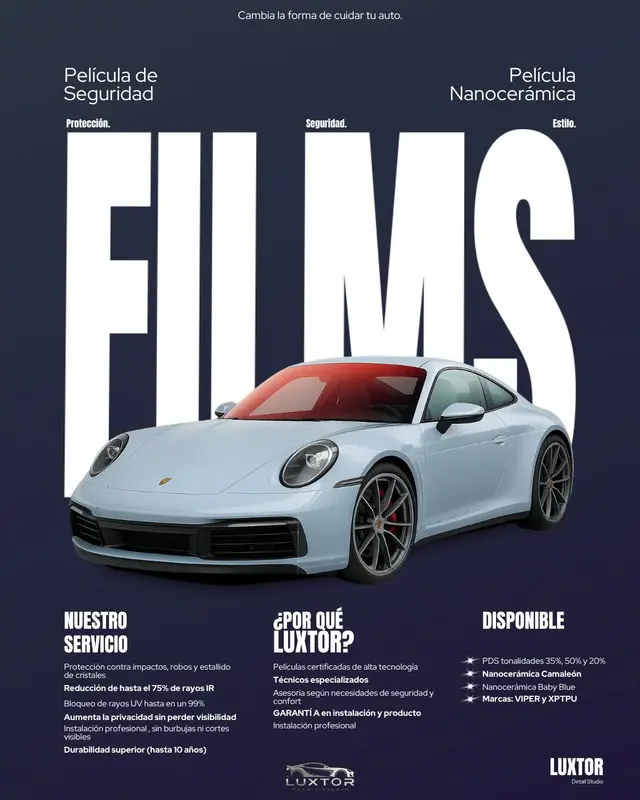 Cambia la forma de cuidar tu auto.
Película de
Seguridad
Película
Nanocerámica
Protección.
Seguridad.
Estilo.
FILMS
NUESTRO
SERVICIO
Protección contra impactos, robos y estallido
de cristales
Reducción de hasta el 75% de rayos IR
Bloqueo de rayos UV hasta en un 99%
Aumenta la privacidad sin perder visibilidad
Instalación profesional , sin burbujas ni cortes
visibles
Durabilidad superior (hasta 10 años)
¿POR QUÉ
LUXTOR?
Películas certificadas de alta tecnología
Técnicos especializados
Asesoría según necesidades de seguridad y
confort
GARANTÍ A en instalación y producto
Instalación profesional
DISPONIBLE
PDS tonalidades 35%, 50% y 20%
Nanocerámica Camaleón
Nanocerámica Baby Blue
Marcas: VIPER y XPTPU
LUXTOR
DETAIL STUDIO
LUXTOR
Detail Studio